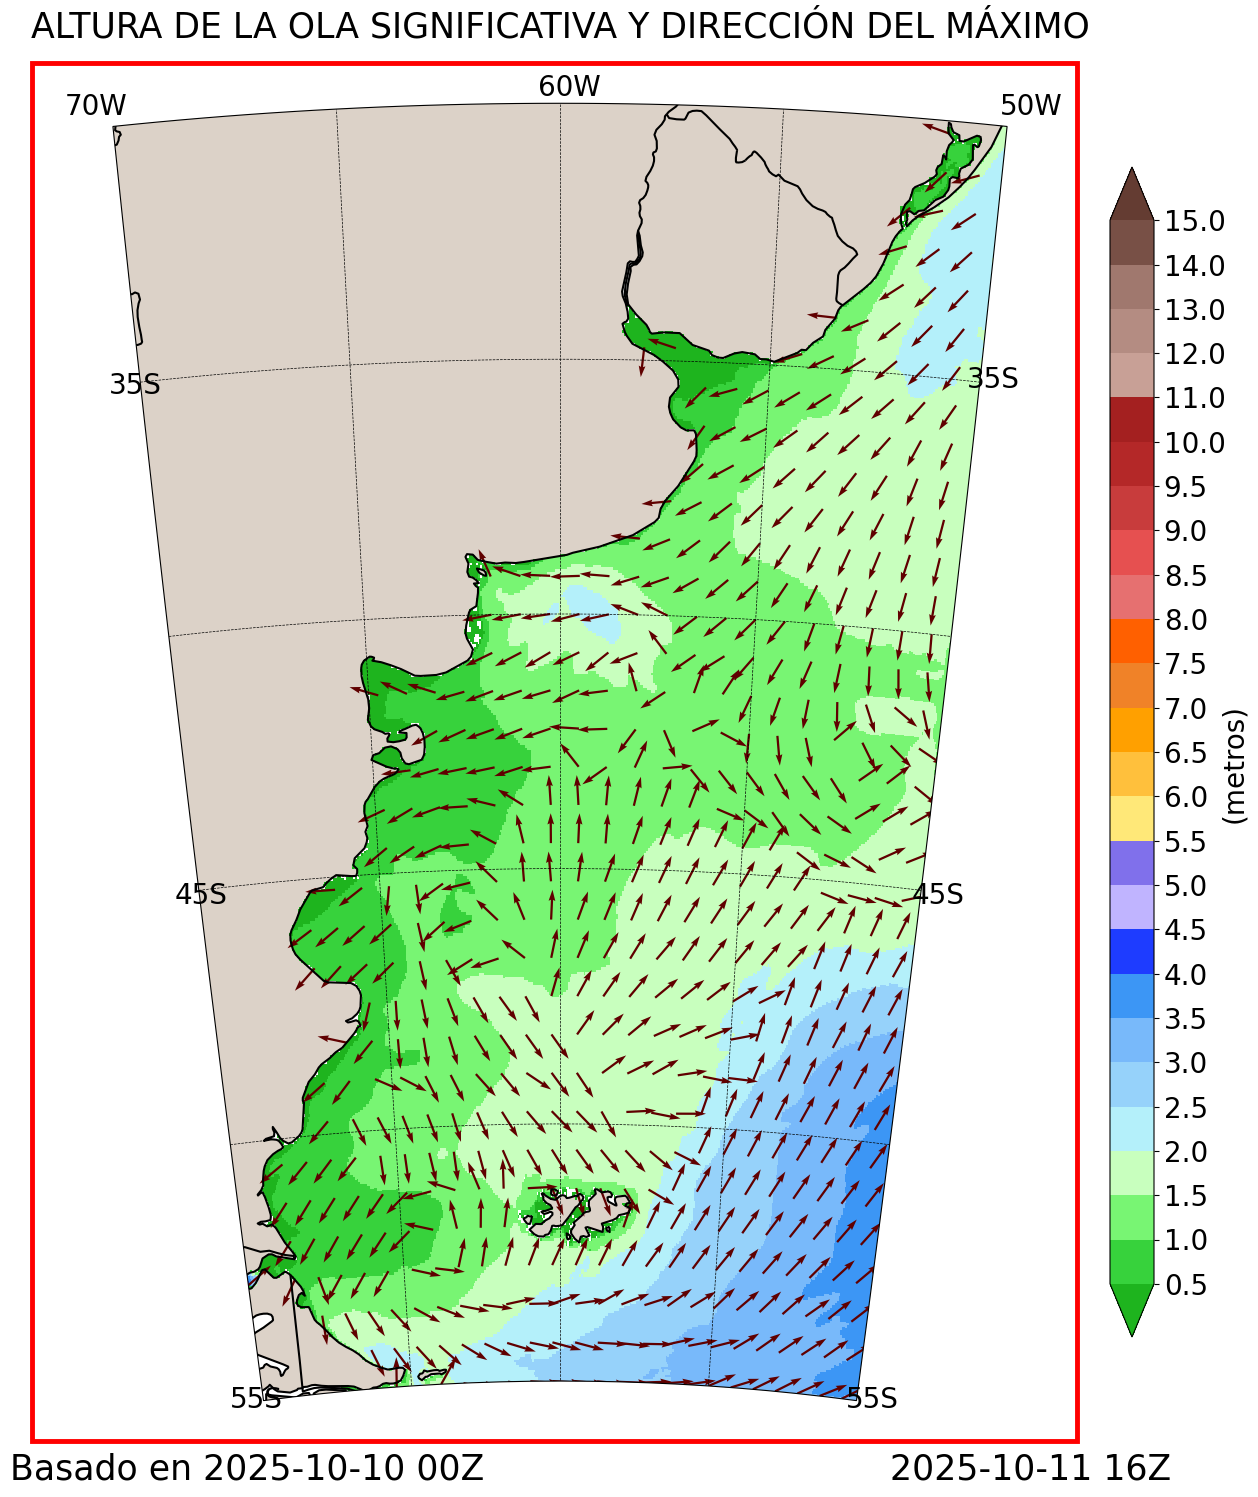 ALTURA DE LA OLA SIGNIFICATIVA Y DIRECCIÓN DEL MÁXIMO
70W
60W
50W
35S
35S
45S
45S
55S
55S
15.0
14.0
13.0
12.0
11.0
10.0
9.5
9.0
8.5
8.0
7.5
7.0
6.5
6.0
5.5
5.0
4.5
4.0
3.5
3.0
2.5
2.0
1.5
1.0
0.5
(metros)
Basado en 2025-10-10 00Z
2025-10-11 16Z